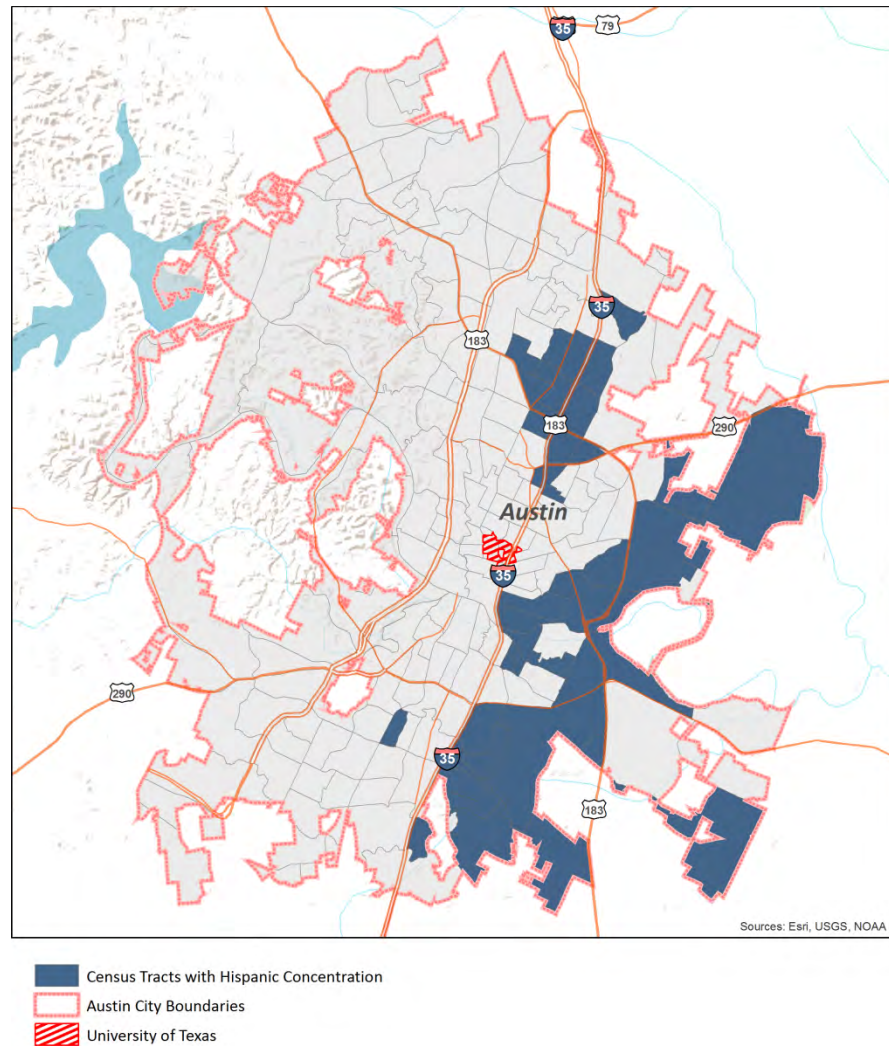 35
79
35
183
183
290
Austin
35
290
35
183
Sources: Esri, USGS, NOAA
Census Tracts with Hispanic Concentration
Austin City Boundaries
University of Texas